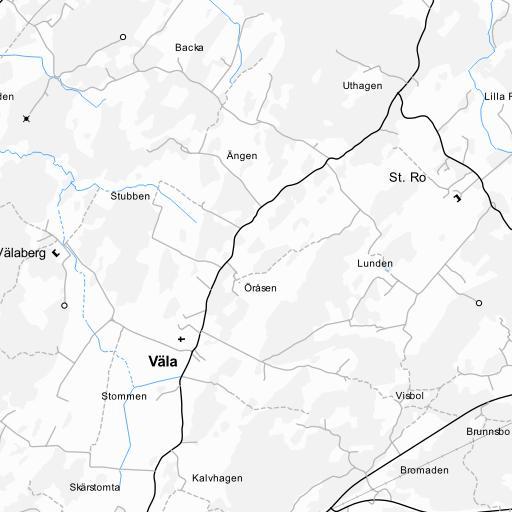 Backa
Uthagen
den
Lilla F
Ängen
St. Ro
Stubben
Välaberg
Lunden
Öråsen
Väla
Stommen
Visbol
Brunnsbo
Bromaden
Kalvhagen
Skärstomta